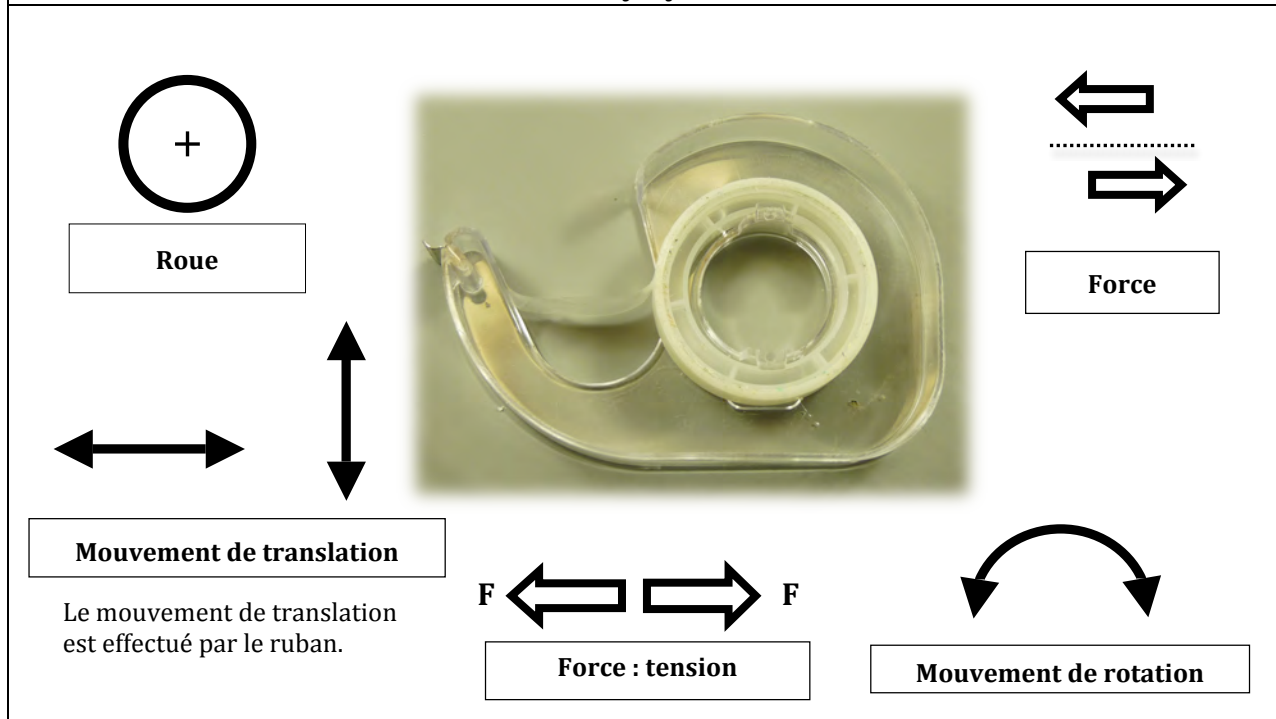 Roue
Force
Mouvement de translation
Le mouvement de translation
est effectué par le ruban.
F F
Force : tension
Mouvement de rotation